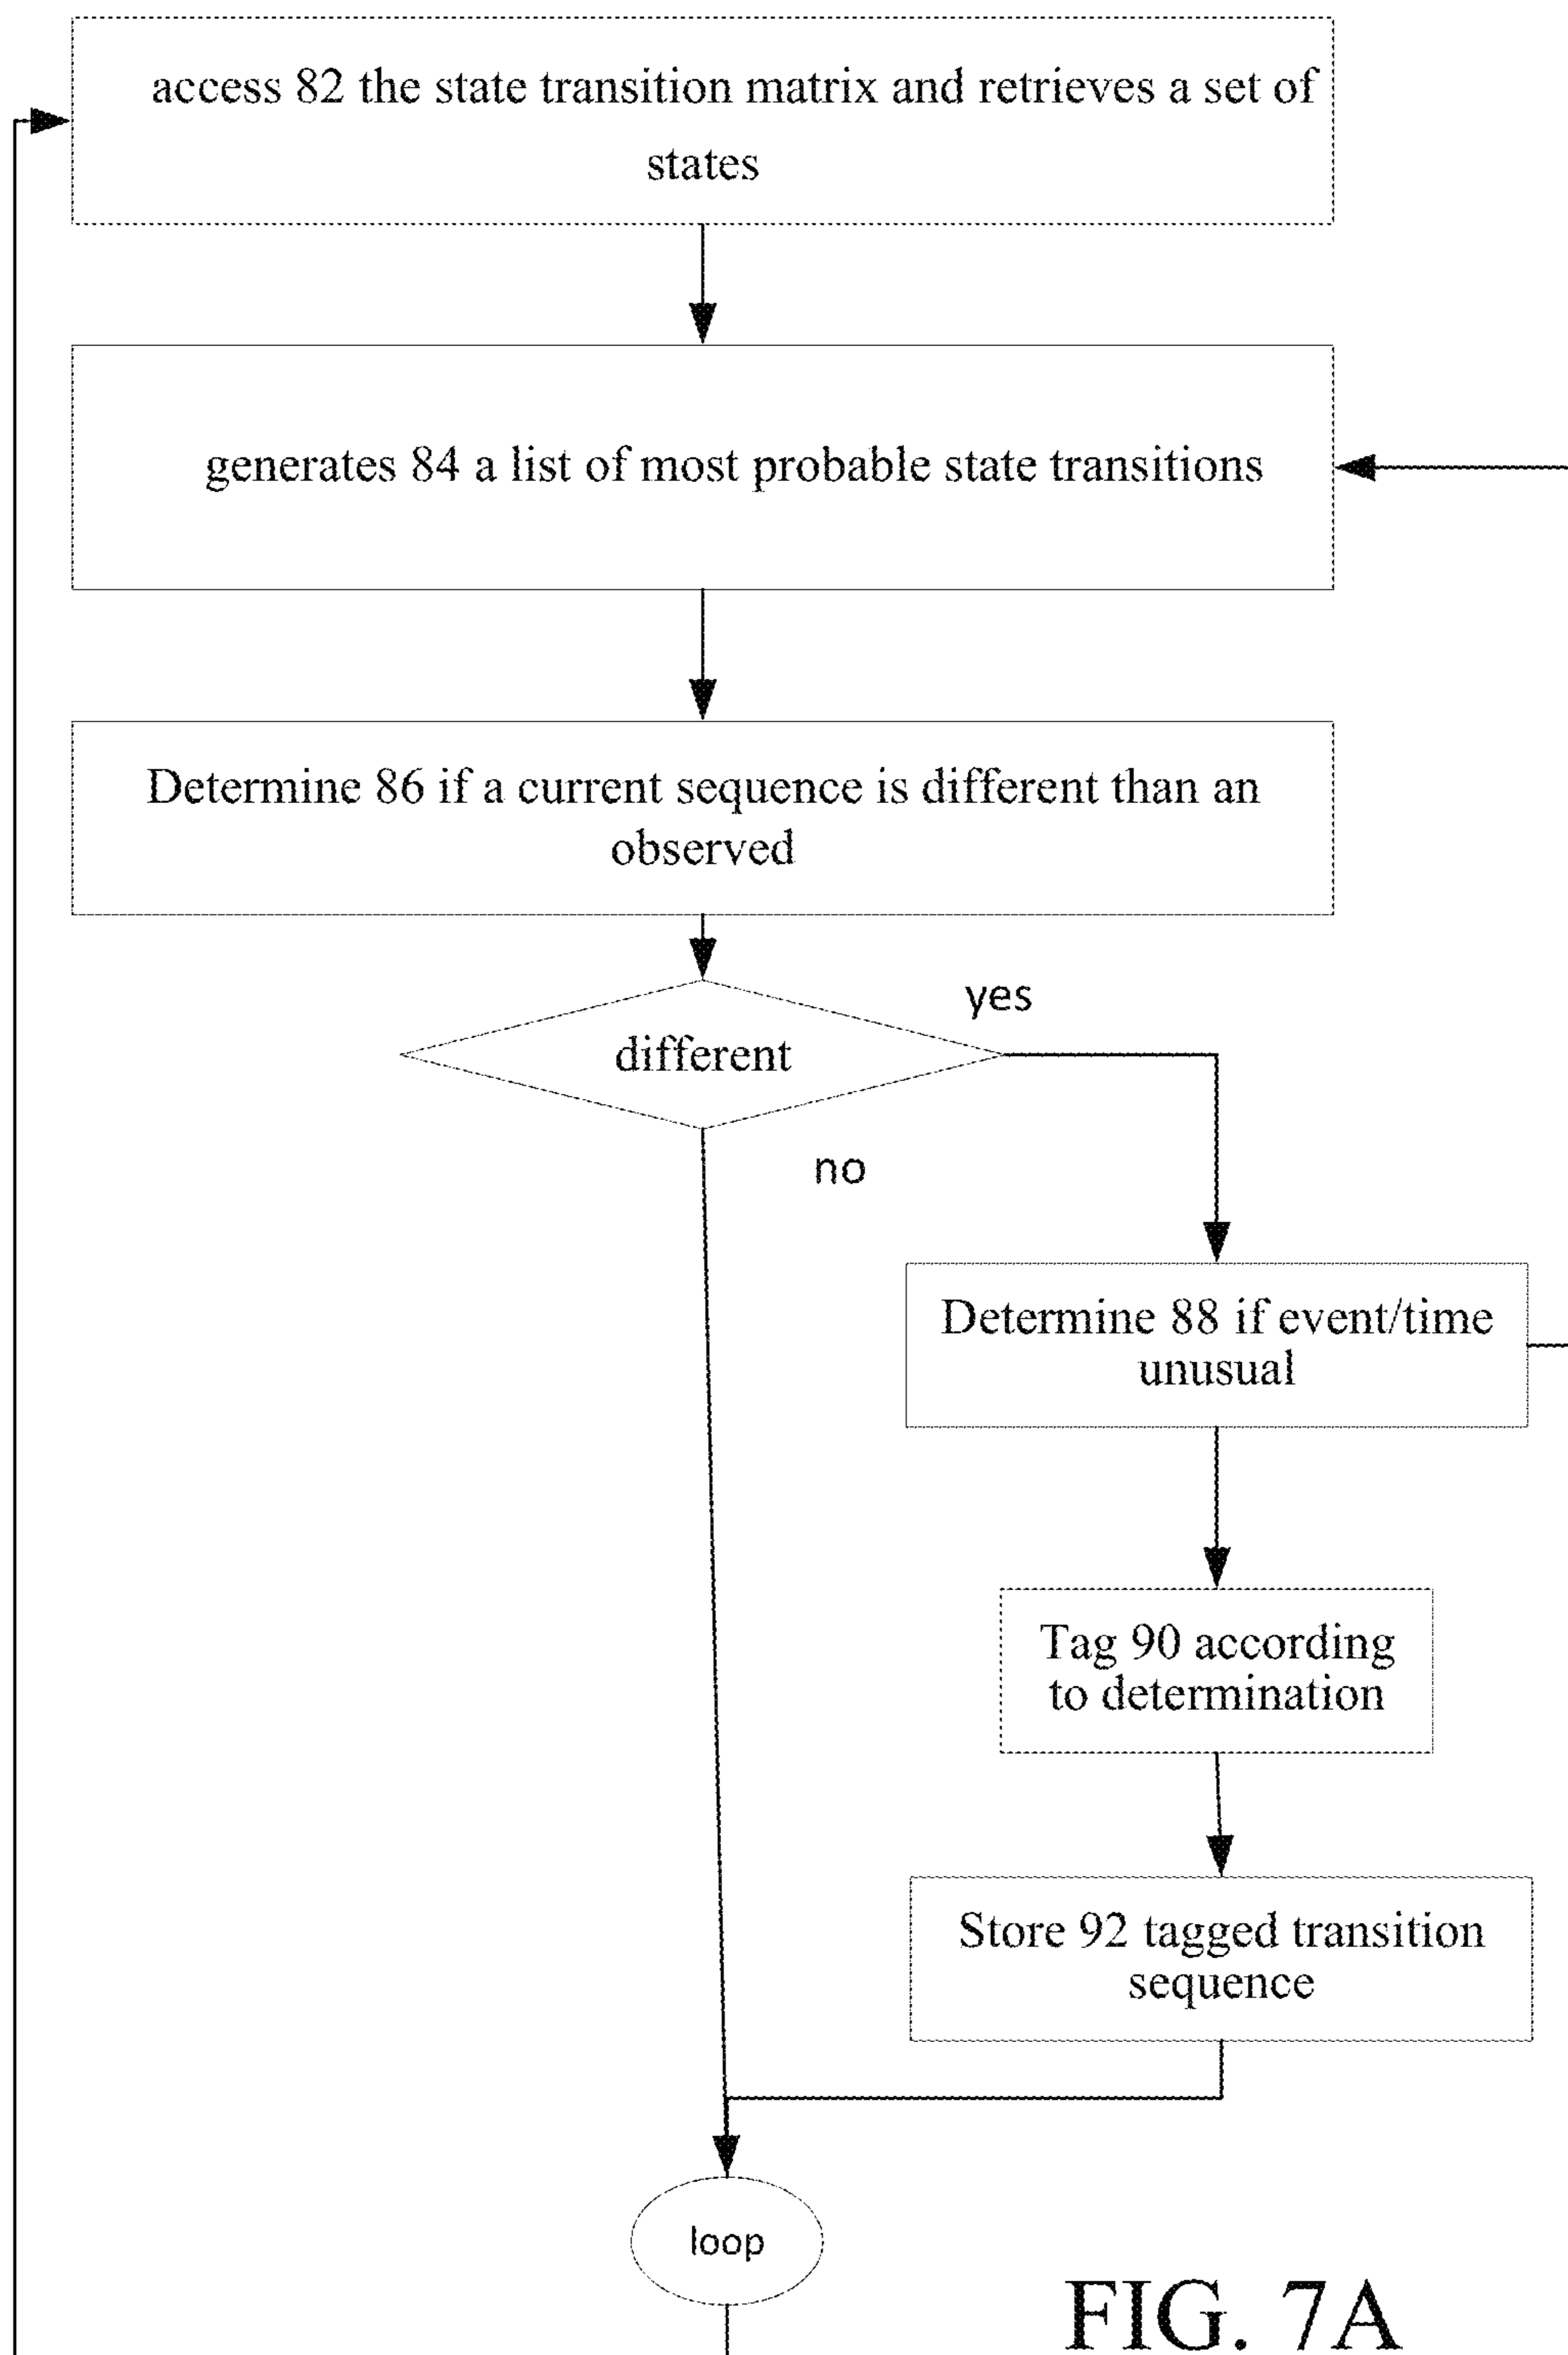 access 82 the state transition matrix and retrieves a set of
states
generates 84 a list of most probable state transitions
Determine 86 if a current sequence is different than an
observed
different
yes
no
Determine 88 if event/time
unusual
Tag 90 according
to determination
Store 92 tagged transition
sequence
loop
FIG. 7A